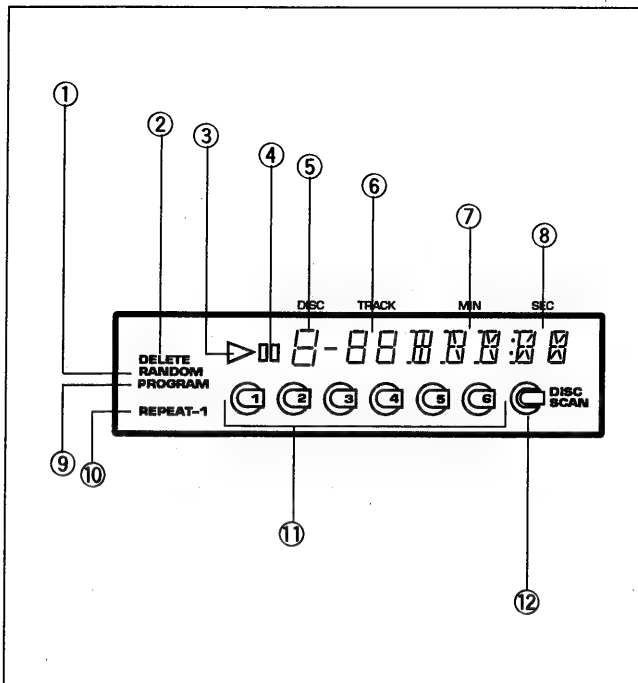 ①
②
③
④
⑤
⑥
⑦
⑧
DISC TRACK MIN SEC
DELETE
RANDOM
PROGRAM
REPEAT-1
1 2 3 4 5 6
DISC
SCAN
⑨
⑩
⑪
⑫